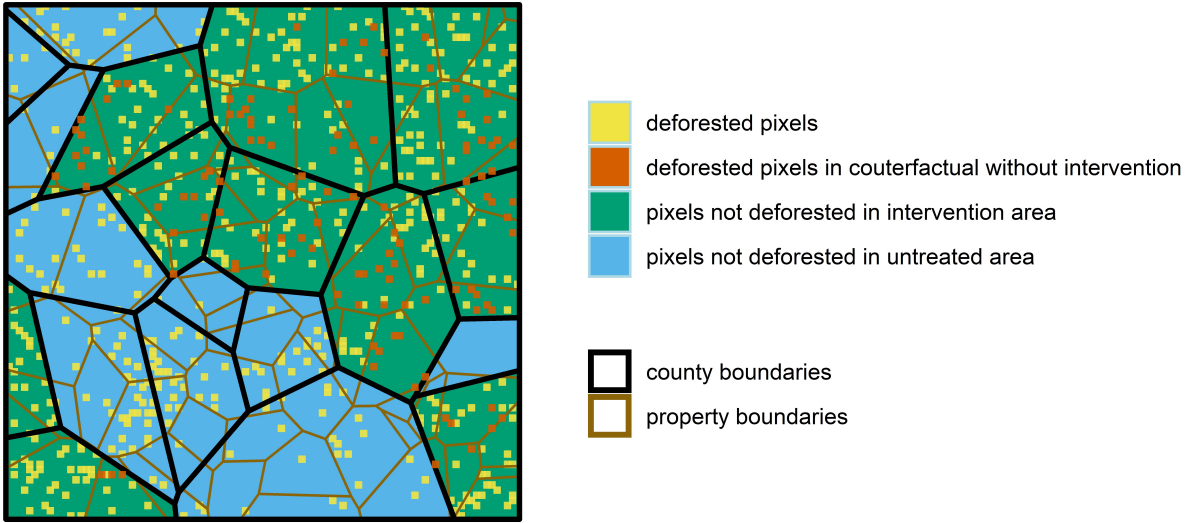 deforested pixels
deforested pixels in couterfactual without intervention
pixels not deforested in intervention area
pixels not deforested in untreated area
county boundaries
property boundaries